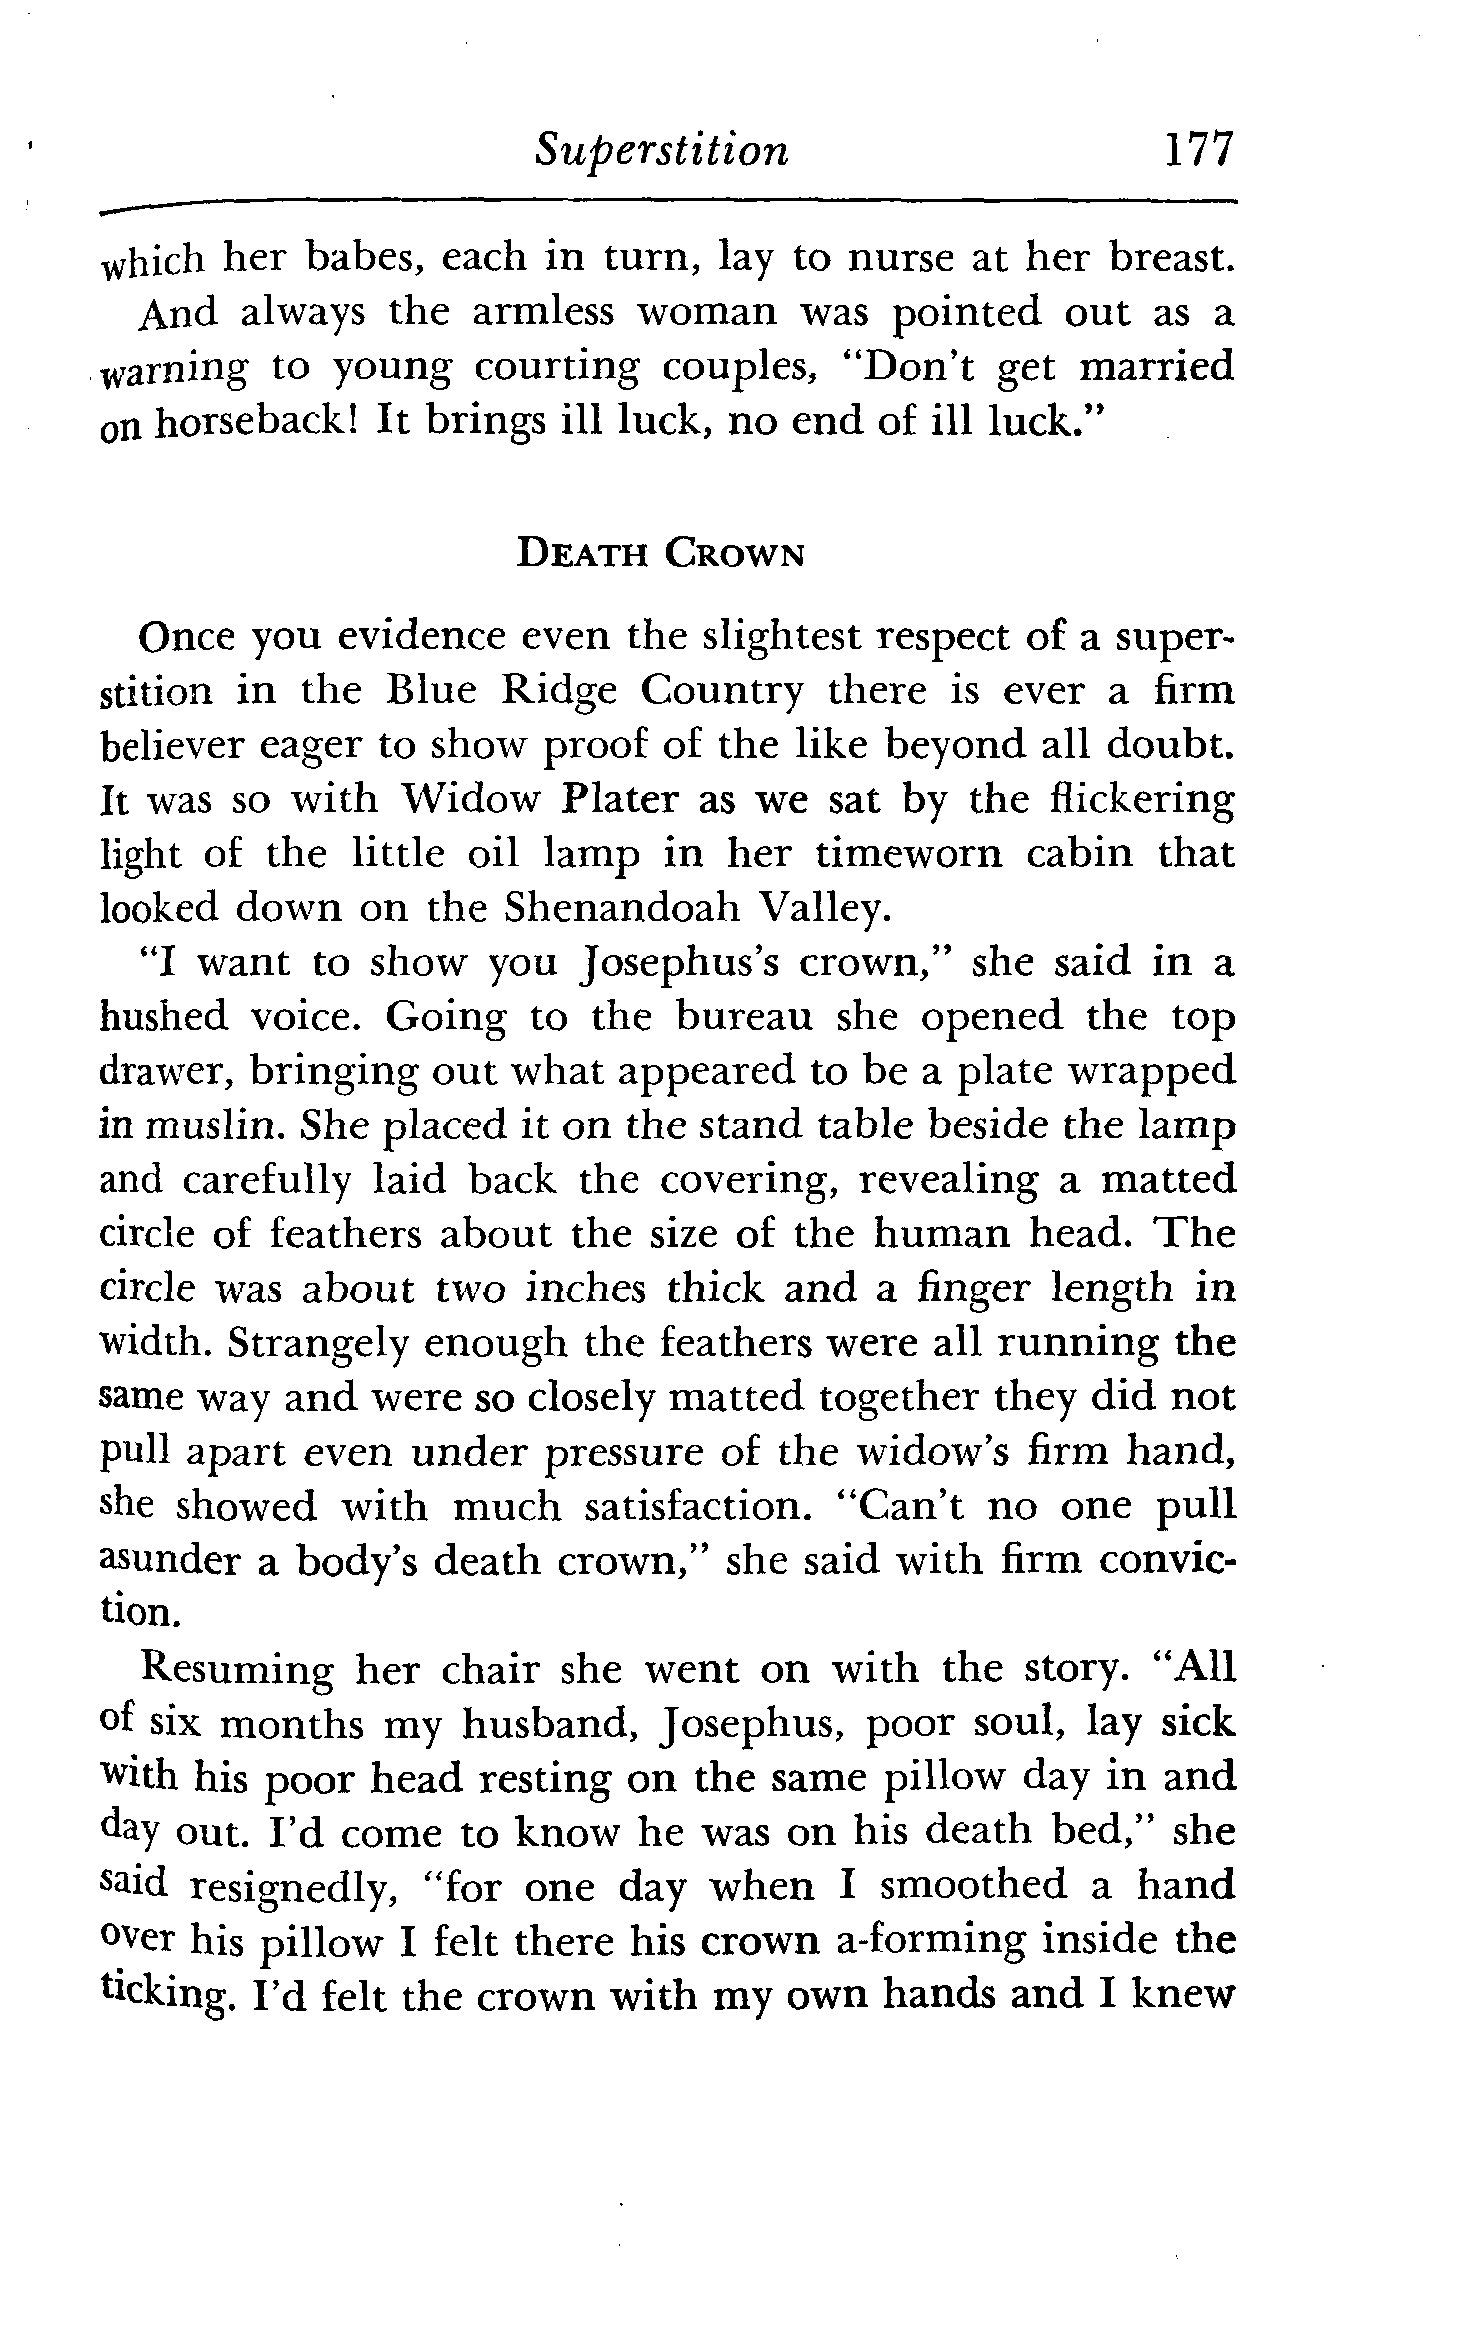 Superstition 177
which her babes, each in turn, lay to nurse at her breast.
And always the armless woman was pointed out as a
warning to young courting couples, “Don’t get married
on horseback! It brings ill luck, no end of ill luck.”
DEATH CROWN
Once you evidence even the slightest respect of a super-
stition in the Blue Ridge Country there is ever a firm
believer eager to show proof of the like beyond all doubt.
It was so with Widow Plater as we sat by the flickering
light of the little oil lamp in her timeworn cabin that
looked down on the Shenandoah Valley.
“I want to show you Josephus’s crown,” she said in a
hushed voice. Going to the bureau she opened the top
drawer, bringing out what appeared to be a plate wrapped
in muslin. She placed it on the stand table beside the lamp
and carefully laid back the covering, revealing a matted
circle of feathers about the size of the human head. The
circle was about two inches thick and a finger length in
width. Strangely enough the feathers were all running the
same way and were so closely matted together they did not
pull apart even under pressure of the widow’s firm hand,
she showed with much satisfaction. “Can’t no one pull
asunder a body’s death crown,” she said with firm convic-
tion.
Resuming her chair she went on with the story. “All
of six months my husband, Josephus, poor soul, lay sick
with his poor head resting on the same pillow day in and
day out. I’d come to know he was on his death bed,” she
said resignedly, “for one day when I smoothed a hand
over his pillow I felt there his crown a-forming inside the
ticking. I’d felt the crown with my own hands and I knew